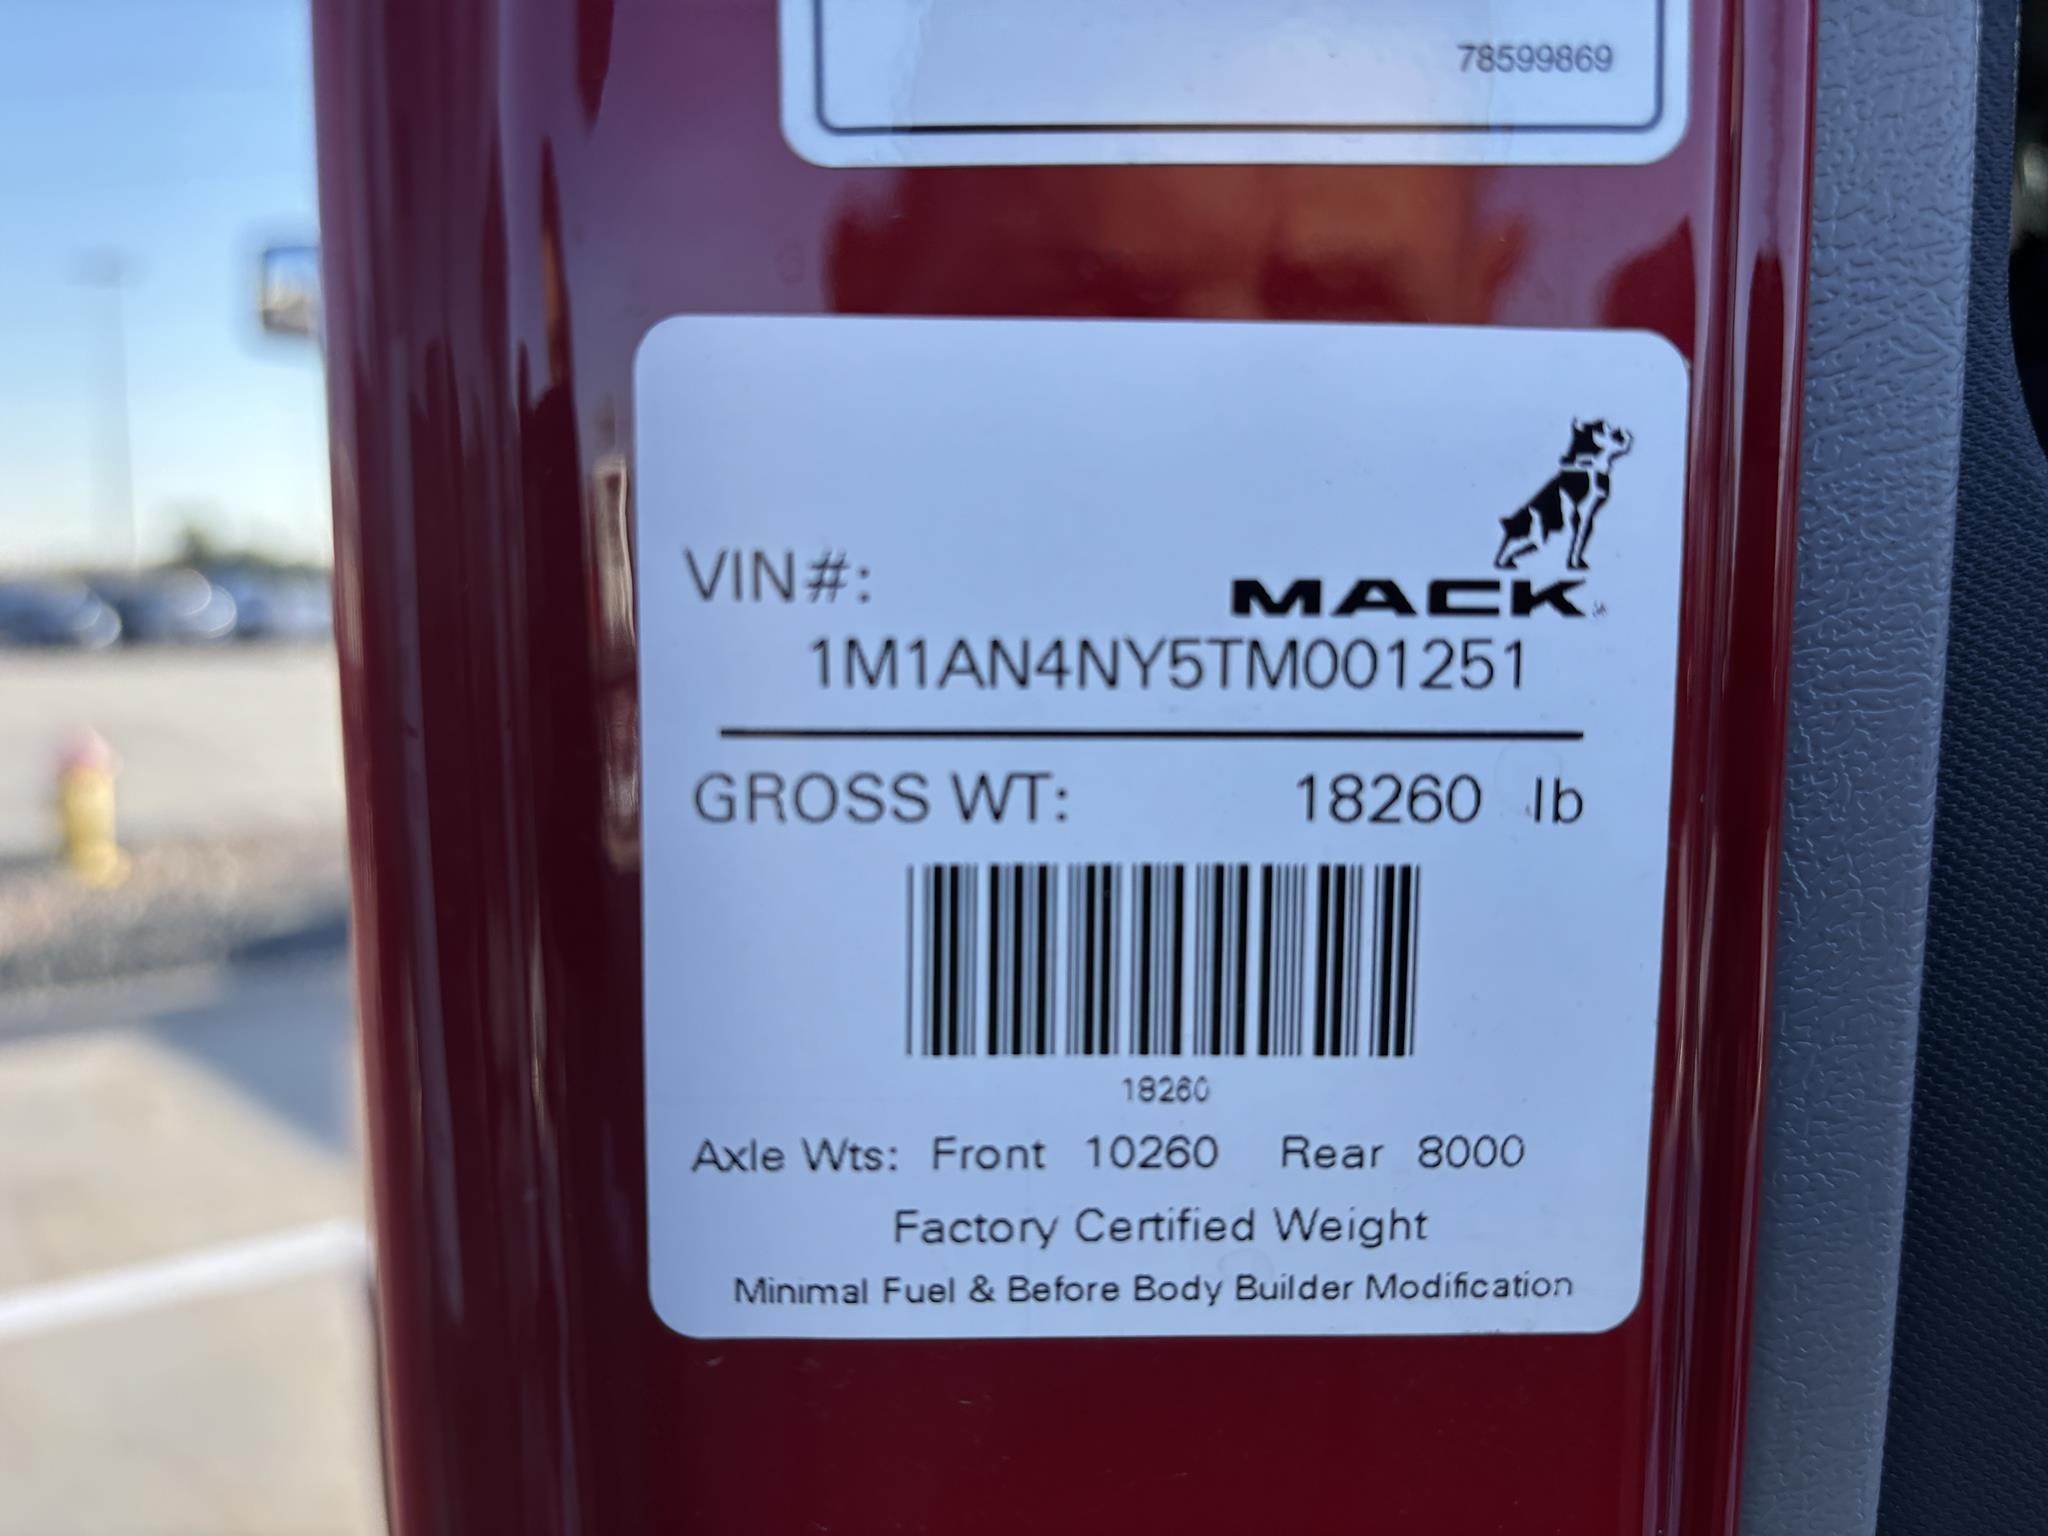 78599869
VIN#:
MACK
1M1AN4NY5TM001251
GROSS WT: 18260 lb
18260
Axle Wts: Front 10260 Rear 8000
Factory Certified Weight
Minimal Fuel & Before Body Builder Modification